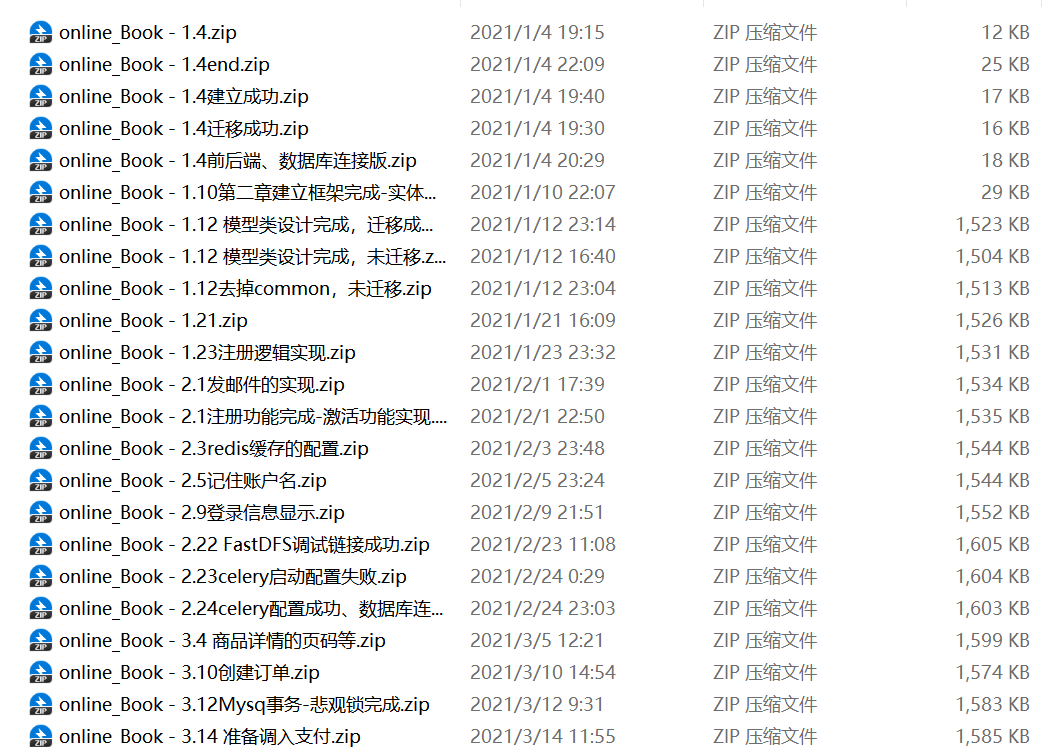 online_Book - 1.4.zip 2021/1/4 19:15 ZIP 压缩文件 12 KB
online_Book - 1.4end.zip 2021/1/4 22:09 ZIP 压缩文件 25 KB
online_Book - 1.4建立成功.zip 2021/1/4 19:40 ZIP 压缩文件 17 KB
online_Book - 1.4迁移成功.zip 2021/1/4 19:30 ZIP 压缩文件 16 KB
online_Book - 1.4前后端、数据库连接版.zip 2021/1/4 20:29 ZIP 压缩文件 18 KB
online_Book - 1.10第二章建立框架完成-实体... 2021/1/10 22:07 ZIP 压缩文件 29 KB
online_Book - 1.12 模型类设计完成，迁移成... 2021/1/12 23:14 ZIP 压缩文件 1,523 KB
online_Book - 1.12 模型类设计完成，未迁移.z... 2021/1/12 16:40 ZIP 压缩文件 1,504 KB
online_Book - 1.12去掉common，未迁移.zip 2021/1/12 23:04 ZIP 压缩文件 1,513 KB
online_Book - 1.21.zip 2021/1/21 16:09 ZIP 压缩文件 1,526 KB
online_Book - 1.23注册逻辑实现.zip 2021/1/23 23:32 ZIP 压缩文件 1,531 KB
online_Book - 2.1发邮件的实现.zip 2021/2/1 17:39 ZIP 压缩文件 1,534 KB
online_Book - 2.1注册功能完成-激活功能实现.... 2021/2/1 22:50 ZIP 压缩文件 1,535 KB
online_Book - 2.3redis缓存的配置.zip 2021/2/3 23:48 ZIP 压缩文件 1,544 KB
online_Book - 2.5记住账户名.zip 2021/2/5 23:24 ZIP 压缩文件 1,544 KB
online_Book - 2.9登录信息显示.zip 2021/2/9 21:51 ZIP 压缩文件 1,552 KB
online_Book - 2.22 FastDFS调试链接成功.zip 2021/2/23 11:08 ZIP 压缩文件 1,605 KB
online_Book - 2.23celery启动配置失败.zip 2021/2/24 0:29 ZIP 压缩文件 1,604 KB
online_Book - 2.24celery配置成功、数据库连... 2021/2/24 23:03 ZIP 压缩文件 1,603 KB
online_Book - 3.4 商品详情的页码等.zip 2021/3/5 12:21 ZIP 压缩文件 1,599 KB
online_Book - 3.10创建订单.zip 2021/3/10 14:54 ZIP 压缩文件 1,574 KB
online_Book - 3.12Mysq事务-悲观锁完成.zip 2021/3/12 9:31 ZIP 压缩文件 1,583 KB
online_Book - 3.14 准备调入支付.zip 2021/3/14 11:55 ZIP 压缩文件 1,585 KB